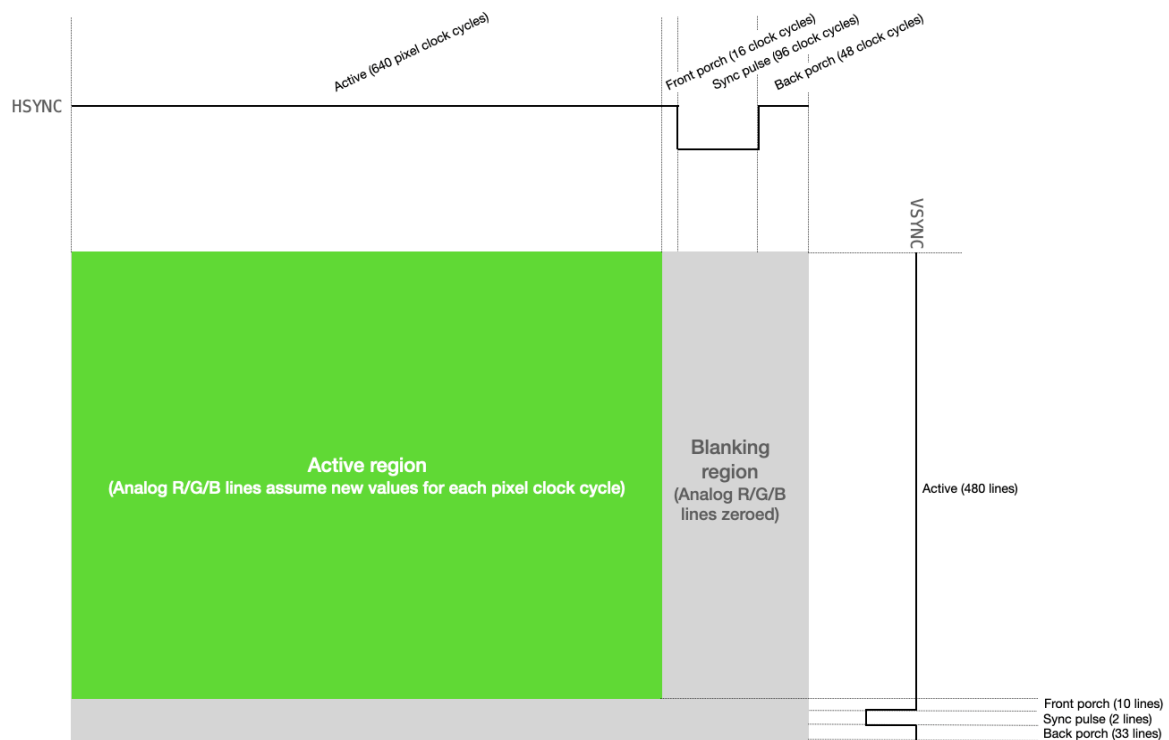 Active (640 pixel clock cycles)
Front porch (16 clock cycles)
Sync pulse (96 clock cycles)
Back porch (48 clock cycles)
HSYNC
VSYNC
Active region
(Analog R/G/B lines assume new values for each pixel clock cycle)
Blanking
region
(Analog R/G/B
lines zeroed)
Active (480 lines)
Front porch (10 lines)
Sync pulse (2 lines)
Back porch (33 lines)